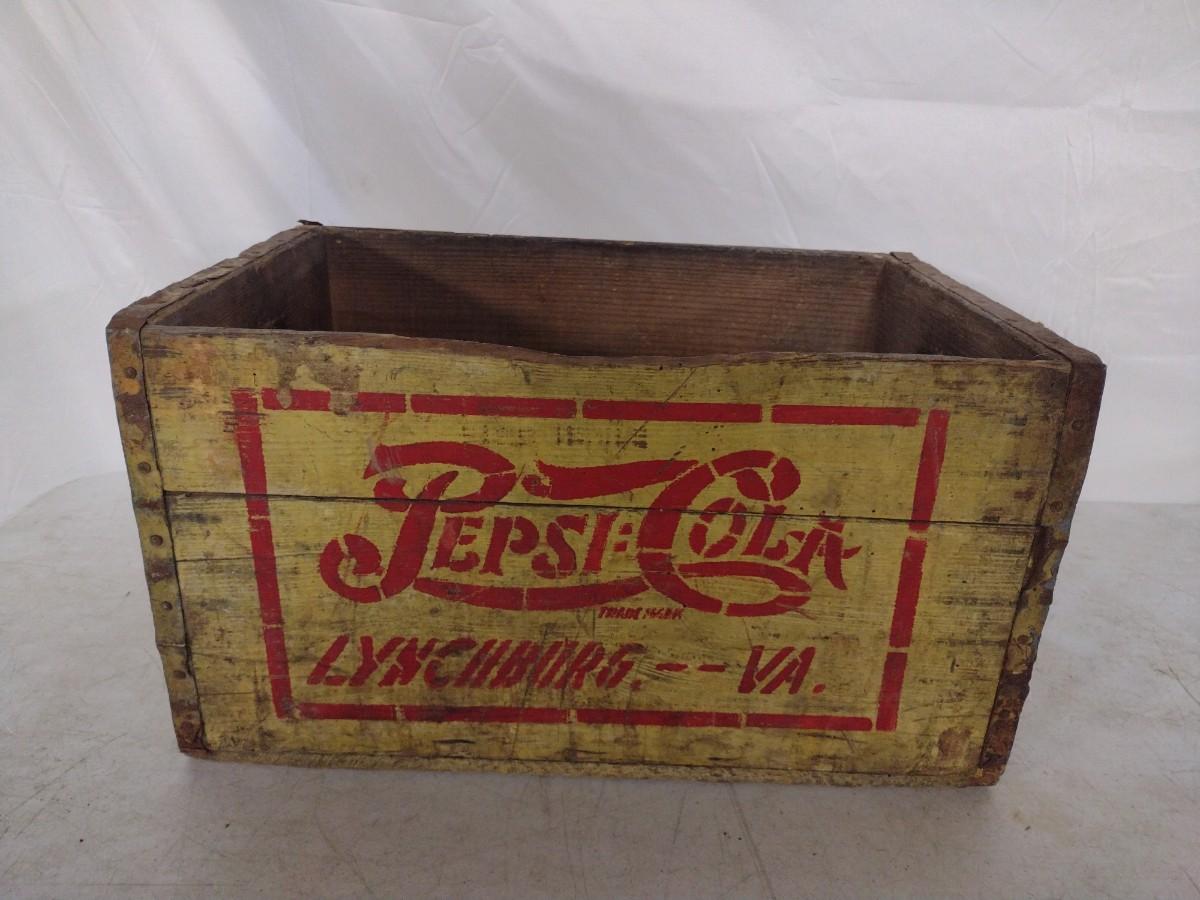 PEPSI:COLA
TRADE MARK
LYNCHBURG.--VA.